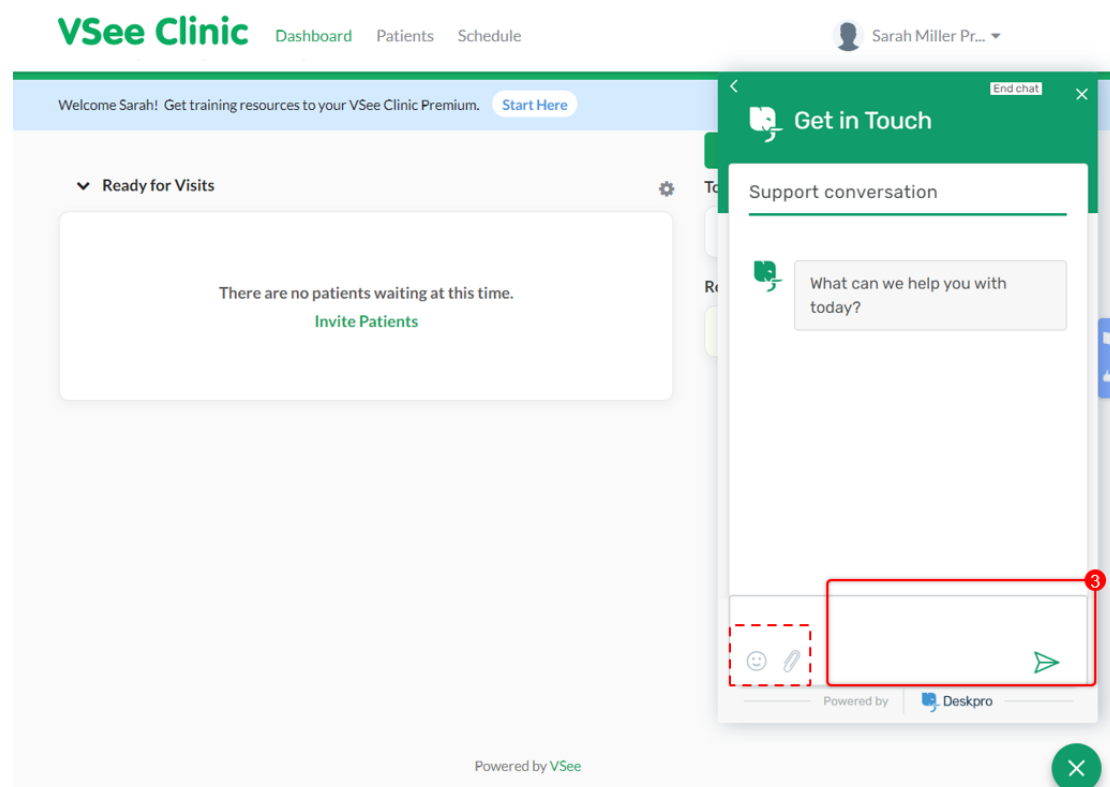 VSee Clinic Dashboard Patients Schedule Sarah Miller Pr...
Welcome Sarah! Get training resources to your VSee Clinic Premium. Start Here
End chat
Get in Touch
Ready for Visits
Support conversation
There are no patients waiting at this time.
Invite Patients
What can we help you with
today?
3
Powered by Deskpro
Powered by VSee